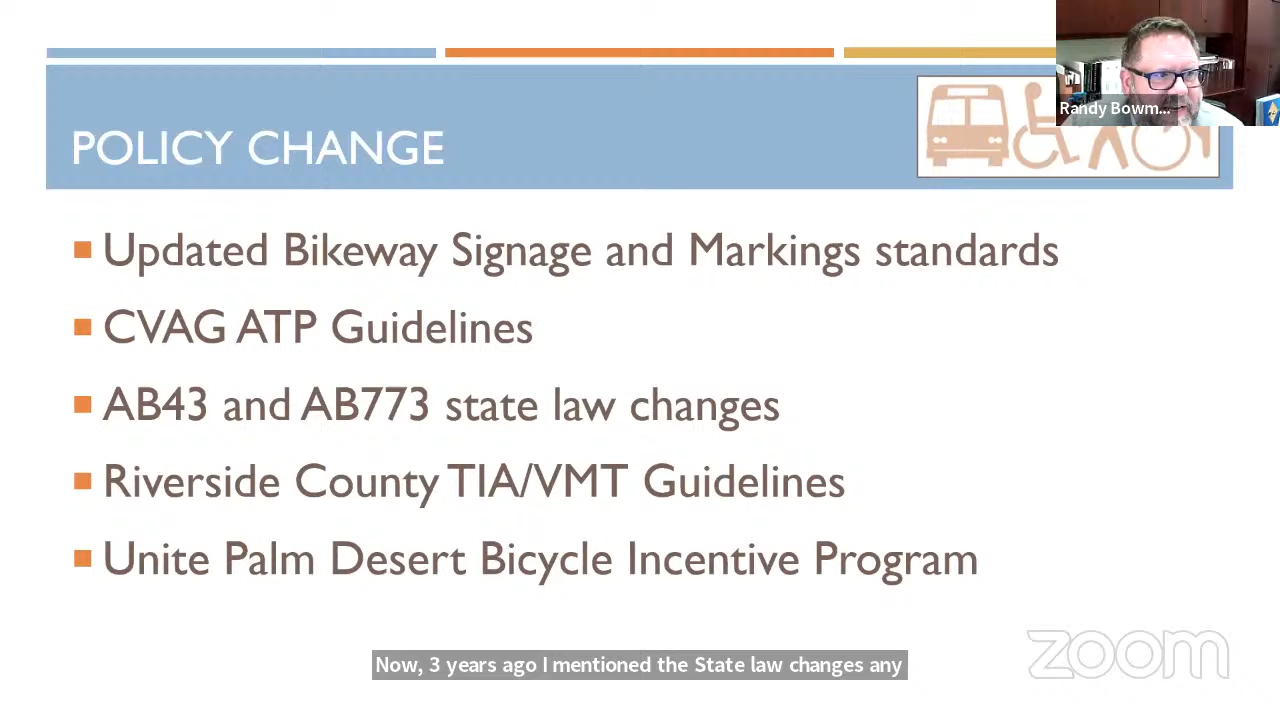 Randy Bowm...
POLICY CHANGE
Updated Bikeway Signage and Markings standards
CVAG ATP Guidelines
AB43 and AB773 state law changes
Riverside County TIA/VMT Guidelines
Unite Palm Desert Bicycle Incentive Program
zoom
Now, 3 years ago I mentioned the State law changes any